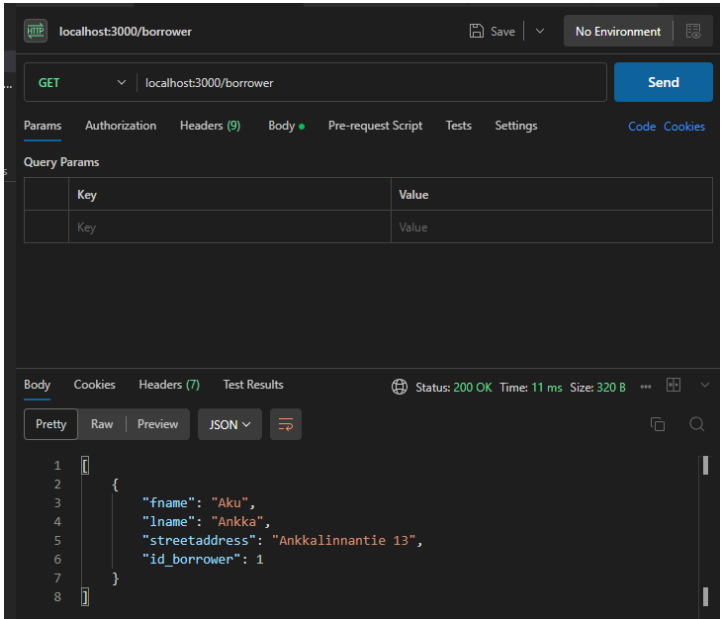 HTTP localhost:3000/borrower Save No Environment
GET localhost:3000/borrower Send
Params Authorization Headers (9) Body Pre-request Script Tests Settings Code Cookies
Query Params
Key Value
Key Value
Body Cookies Headers (7) Test Results Status: 200 OK Time: 11 ms Size: 320 B
Pretty Raw Preview JSON
1 [
2 {
3 "fname": "Aku",
4 "lname": "Ankka",
5 "streetaddress": "Ankkalinnantie 13",
6 "id_borrower": 1
7 }
8 ]